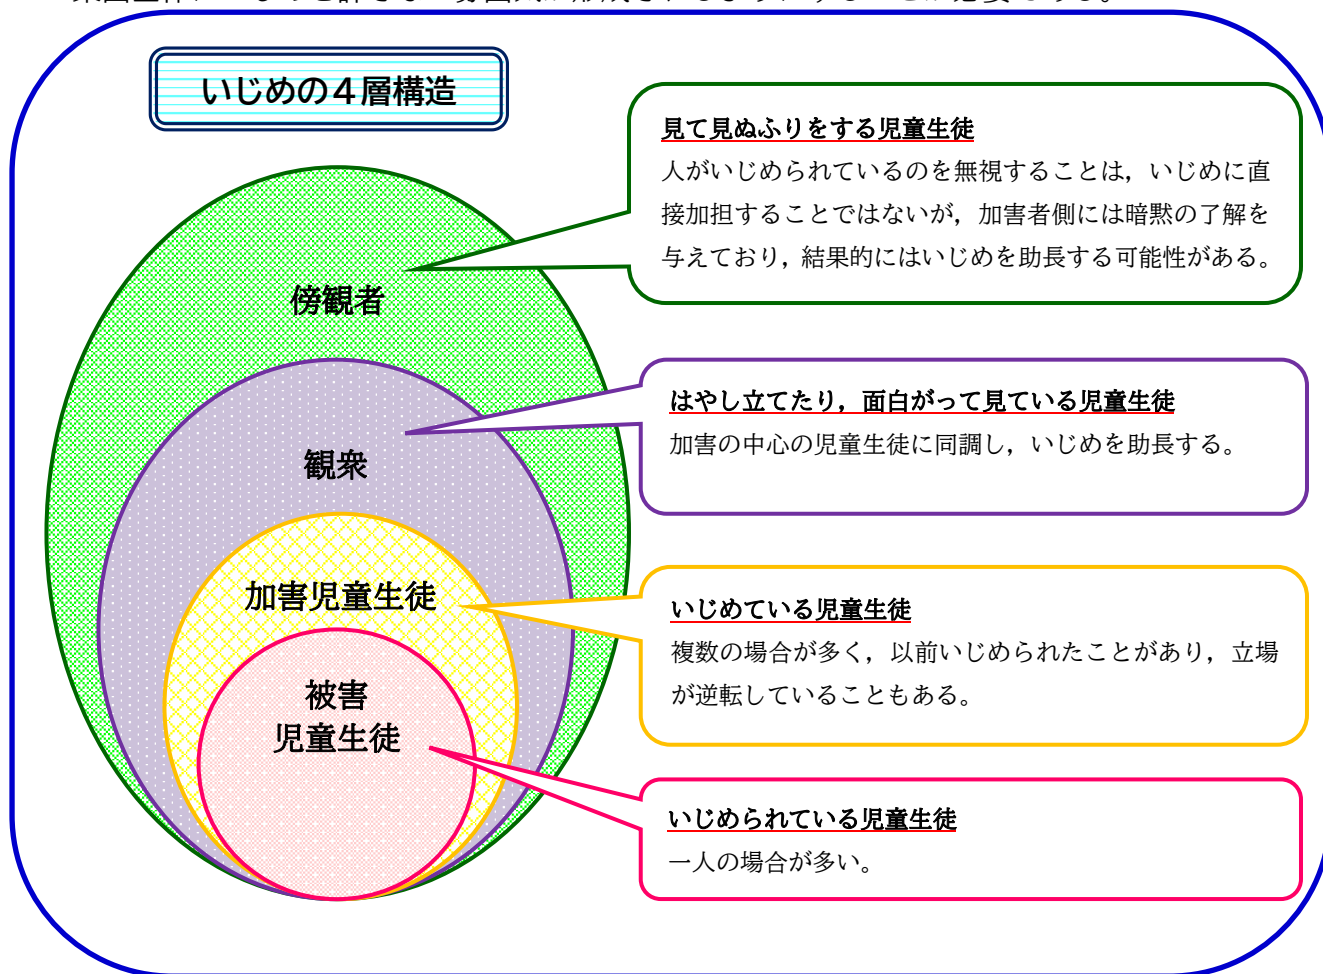 いじめの４層構造
見て見ぬふりをする児童生徒
人がいじめられているのを無視することは，いじめに直
接加担することではないが，加害者側には暗黙の了解を
与えており，結果的にはいじめを助長する可能性がある。
傍観者
はやし立てたり，面白がって見ている児童生徒
加害の中心の児童生徒に同調し，いじめを助長する。
観衆
加害児童生徒
いじめている児童生徒
複数の場合が多く，以前いじめられたことがあり，立場
が逆転していることもある。
被害
児童生徒
いじめられている児童生徒
一人の場合が多い。